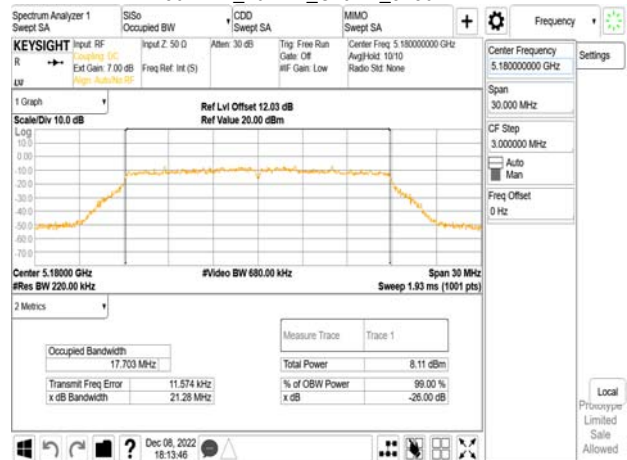 Spectrum Analyzer 1
Swept SA
SiSo
Occupied BW
CDD
Swept SA
MIMO
Swept SA
+
Frequency
KEYSIGHT
R
Input: RF
Coupling: DC
Ext Gain: 7.00 dB
Align: Auto/No RF
Input Z: 50 Ω
Freq Ref: Int (S)
Atten: 30 dB
Trig: Free Run
Gate: Off
#IF Gain: Low
Center Freq: 5.180000000 GHz
Avg|Hold: 10/10
Radio Std: None
Center Frequency
5.180000000 GHz
Settings
Span
30.000 MHz
CF Step
3.000000 MHz
Auto
Man
Freq Offset
0 Hz
1 Graph
Scale/Div 10.0 dB
Ref Lvl Offset 12.03 dB
Ref Value 20.00 dBm
Log
10.0
0.00
-10.0
-20.0
-30.0
-40.0
-50.0
-60.0
-70.0
Center 5.18000 GHz
#Video BW 680.00 kHz
Span 30 MHz
#Res BW 220.00 kHz
Sweep 1.93 ms (1001 pts)
2 Metrics
Measure Trace
Trace 1
Occupied Bandwidth
17.703 MHz
Total Power
8.11 dBm
Transmit Freq Error
11.574 kHz
% of OBW Power
99.00 %
x dB Bandwidth
21.28 MHz
x dB
-26.00 dB
Local
Prototype
Limited
Sale
Allowed
?
Dec 08, 2022
18:13:46